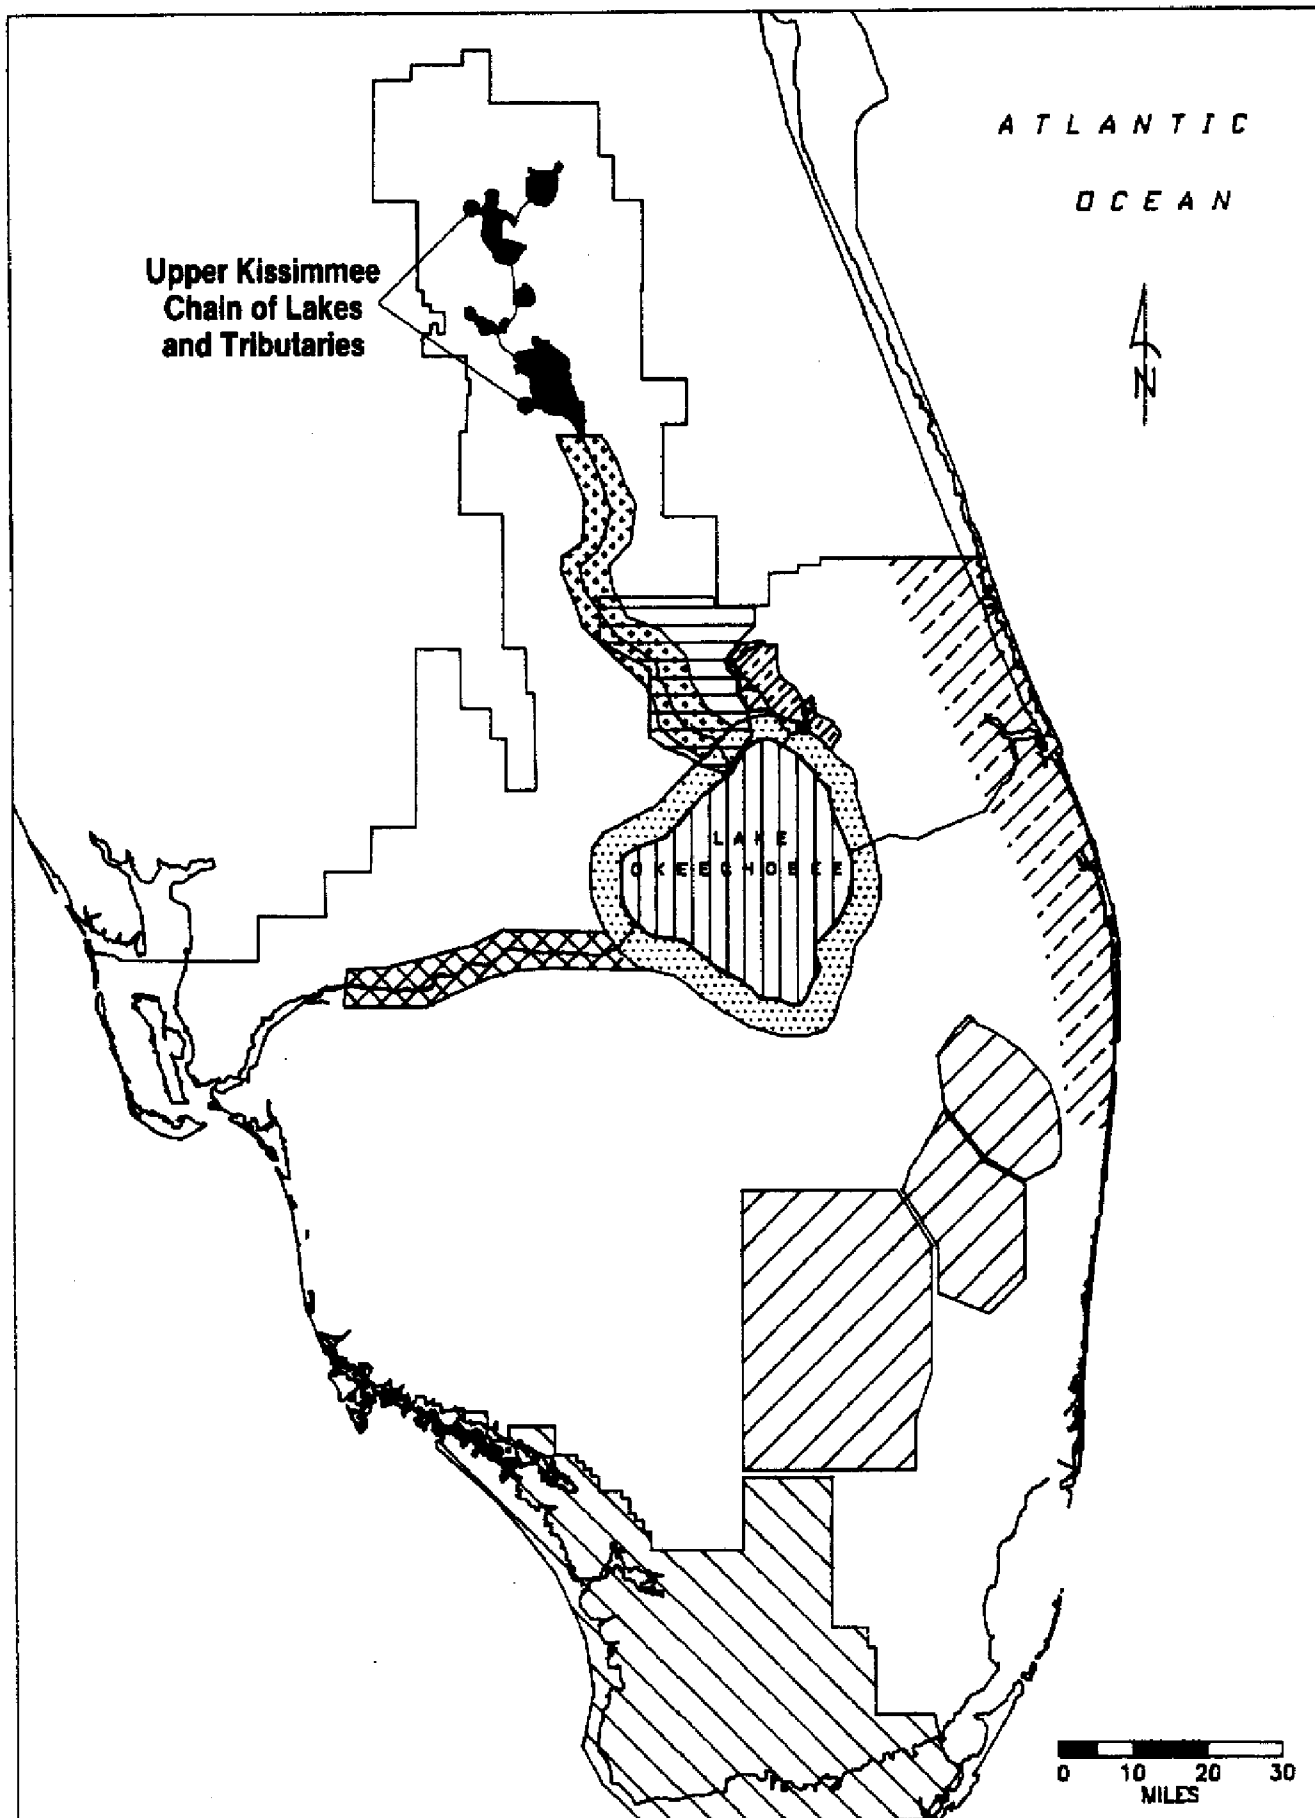 ATLANTIC
OCEAN
Upper Kissimmee
Chain of Lakes
and Tributaries
N
LAKE
OKEECHOBEE
0 10 20 30
MILES